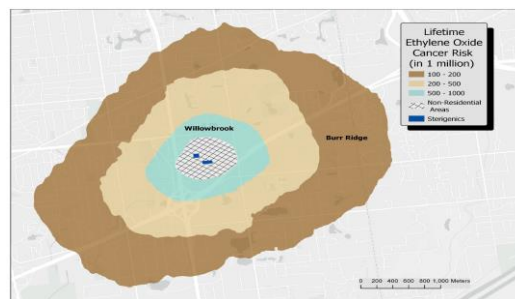 Lifetime
Ethylene Oxide
Cancer Risk
(in 1 million)
100 - 200
200 - 500
500 - 1000
Non-Residential
Areas
Sterigenics
Willowbrook
Burr Ridge
0 200 400 600 800 1,000 Meters